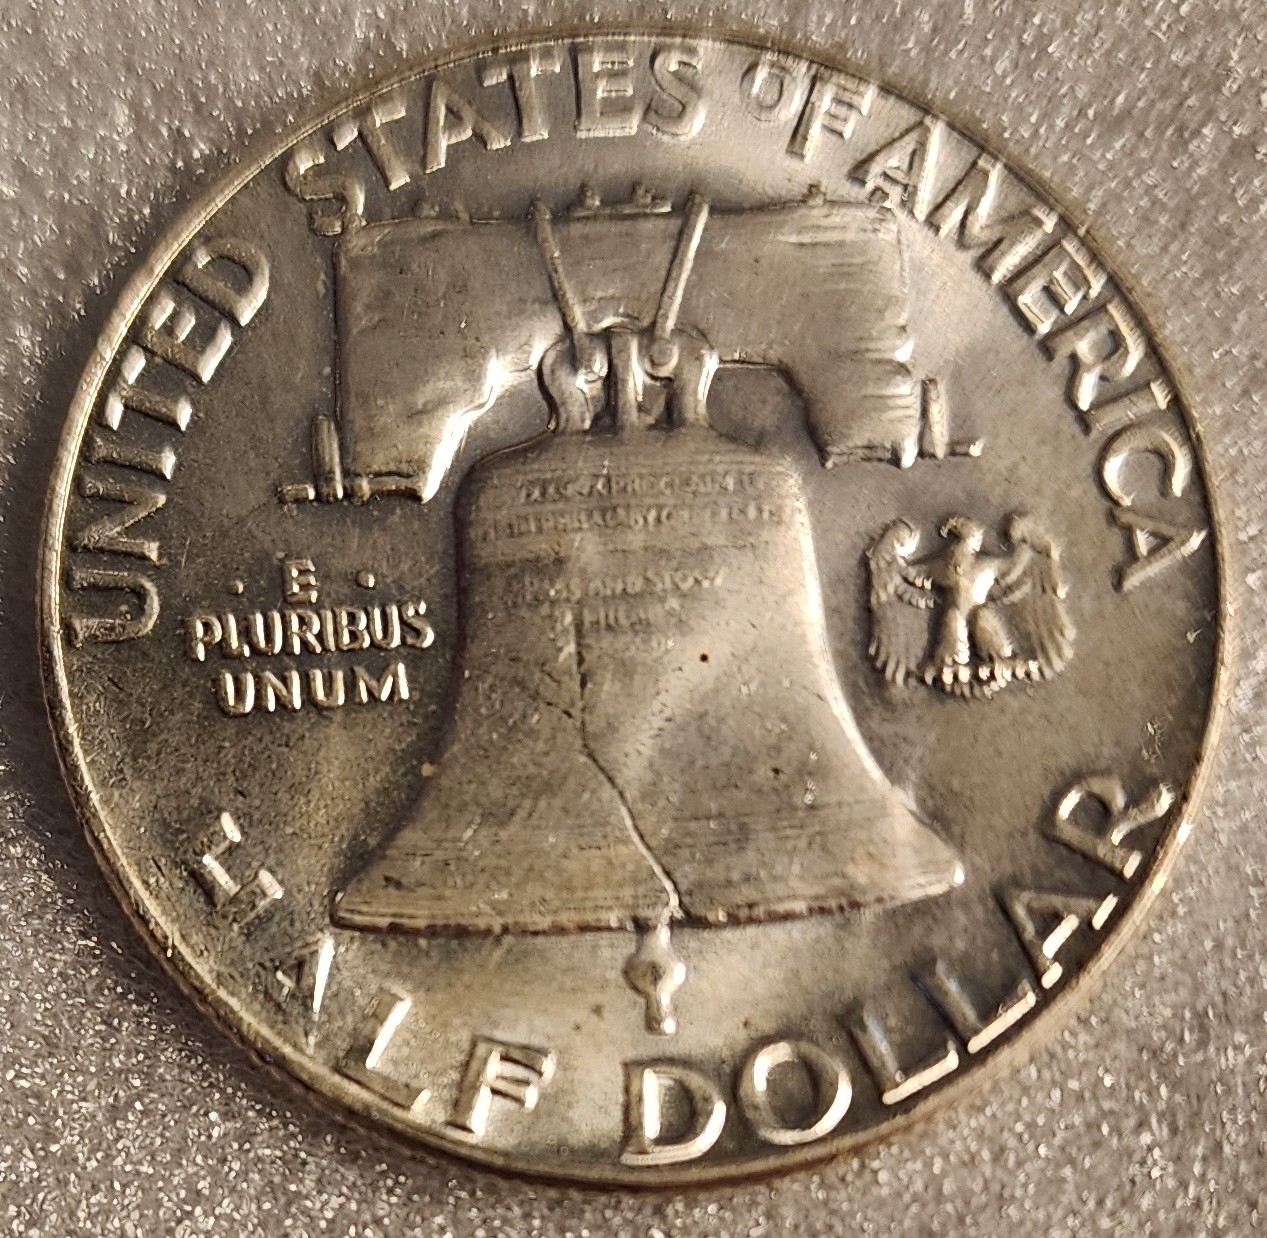 UNITED STATES OF AMERICA
· E ·
PLURIBUS
UNUM
HALF DOLLAR